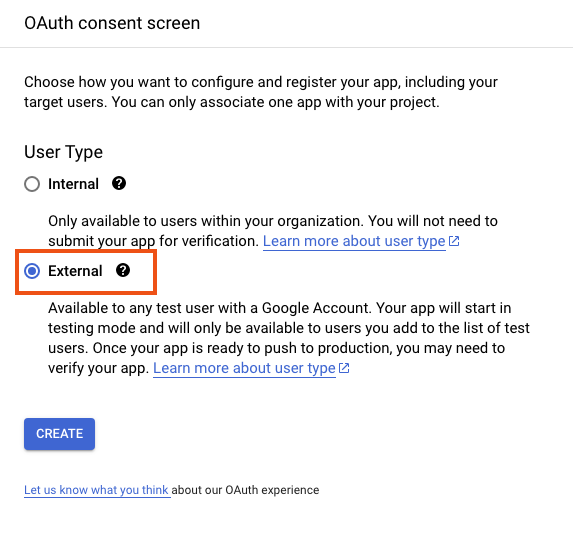 OAuth consent screen
Choose how you want to configure and register your app, including your
target users. You can only associate one app with your project.
User Type
Internal
Only available to users within your organization. You will not need to
submit your app for verification. Learn more about user type
External
Available to any test user with a Google Account. Your app will start in
testing mode and will only be available to users you add to the list of test
users. Once your app is ready to push to production, you may need to
verify your app. Learn more about user type
CREATE
Let us know what you think about our OAuth experience